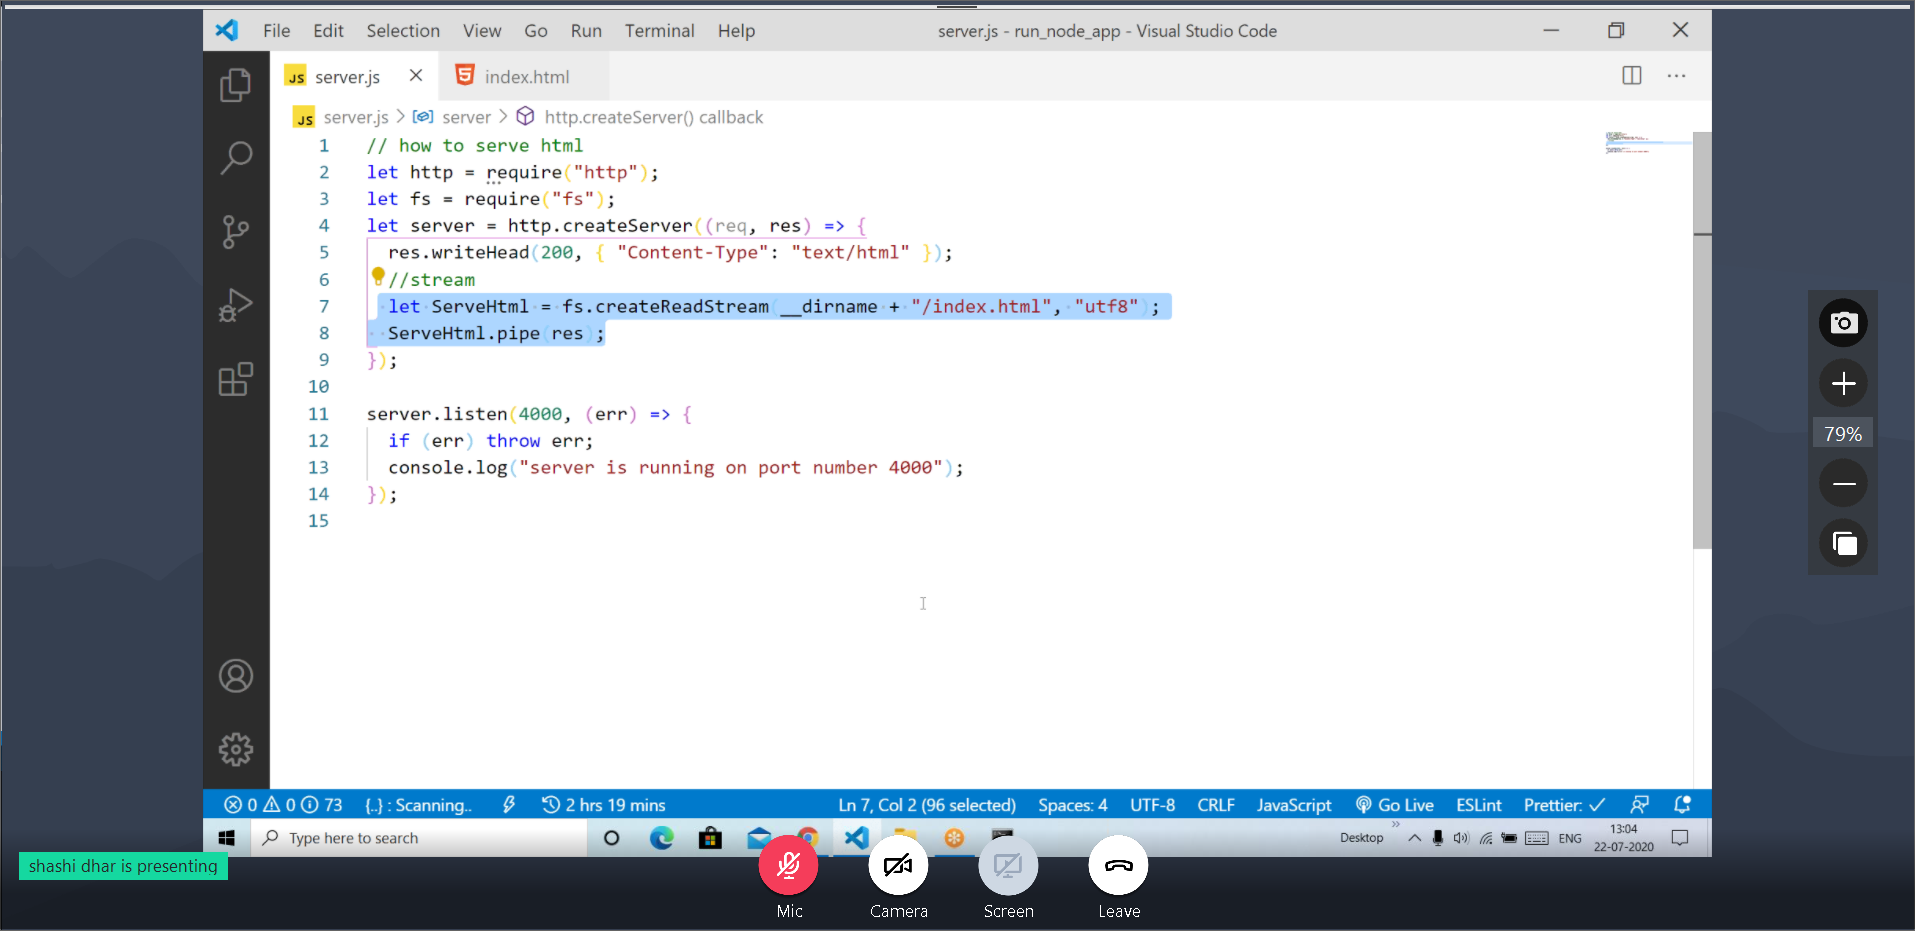 File Edit Selection View Go Run Terminal Help server.js - run_node_app - Visual Studio Code
JS server.js index.html
JS server.js server http.createServer() callback
1 // how to serve html
2 let http = require("http");
3 let fs = require("fs");
4 let server = http.createServer((req, res) => {
5 res.writeHead(200, { "Content-Type": "text/html" });
6 //stream
7 let ServeHtml = fs.createReadStream(__dirname + "/index.html", "utf8");
8 ServeHtml.pipe(res);
9 });
10
11 server.listen(4000, (err) => {
12 if (err) throw err;
13 console.log("server is running on port number 4000");
14 });
15
79%
0 0 73 {..} : Scanning.. 2 hrs 19 mins Ln 7, Col 2 (96 selected) Spaces: 4 UTF-8 CRLF JavaScript Go Live ESLint Prettier: ✓
Type here to search Desktop ENG 13:04
22-07-2020
shashi dhar is presenting
Mic Camera Screen Leave